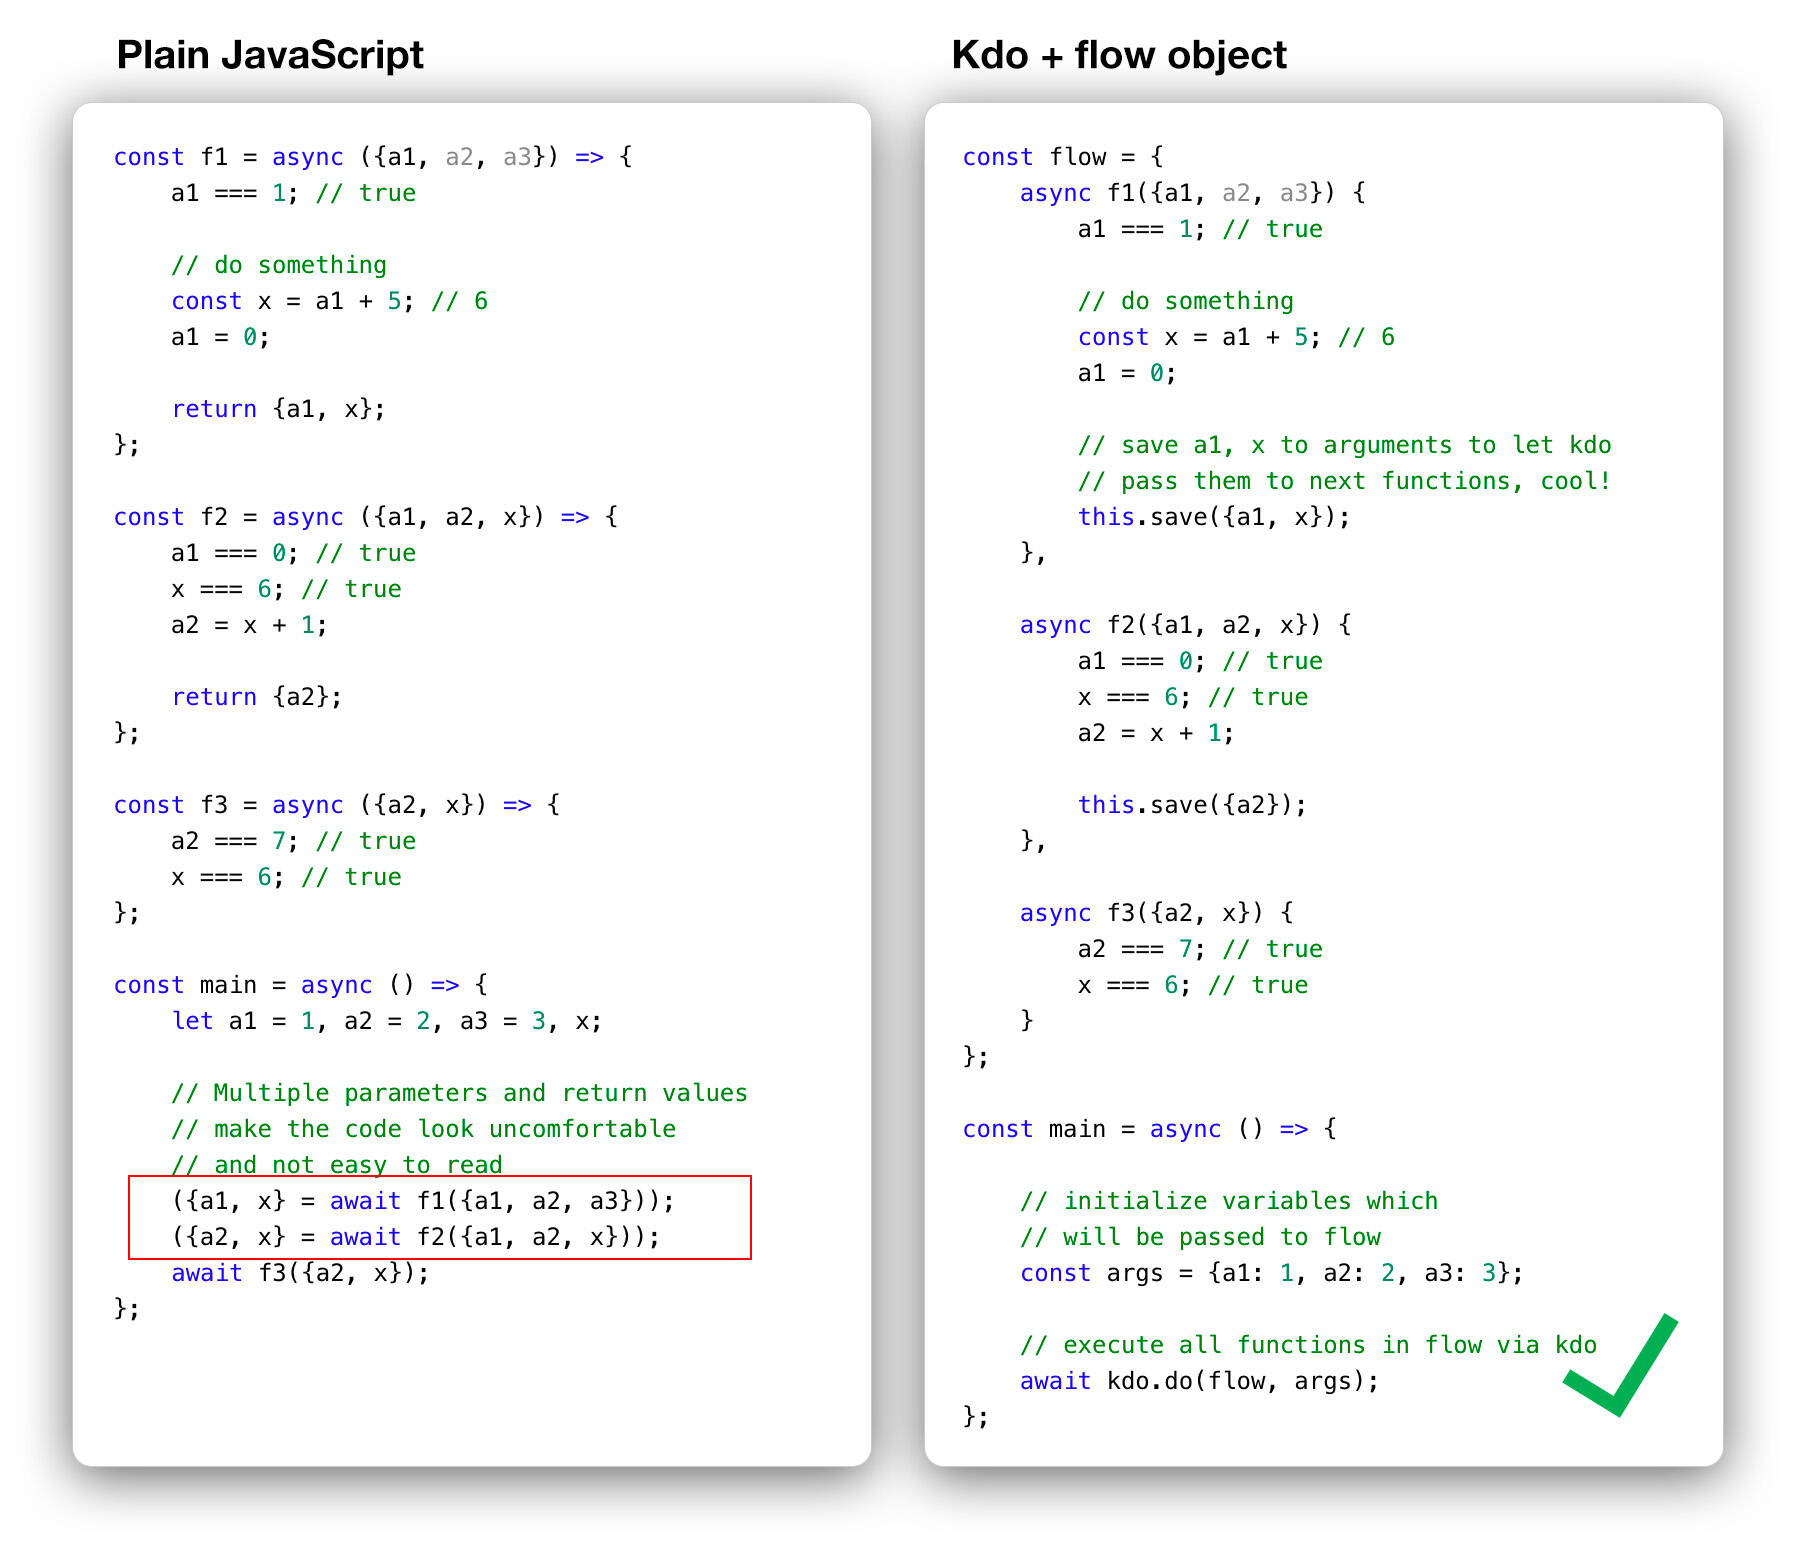 Plain JavaScript
const f1 = async ({a1, a2, a3}) => {
    a1 === 1; // true

    // do something
    const x = a1 + 5; // 6
    a1 = 0;

    return {a1, x};
};

const f2 = async ({a1, a2, x}) => {
    a1 === 0; // true
    x === 6; // true
    a2 = x + 1;

    return {a2};
};

const f3 = async ({a2, x}) => {
    a2 === 7; // true
    x === 6; // true
};

const main = async () => {
    let a1 = 1, a2 = 2, a3 = 3, x;

    // Multiple parameters and return values
    // make the code look uncomfortable
    // and not easy to read
    ({a1, x} = await f1({a1, a2, a3}));
    ({a2, x} = await f2({a1, a2, x}));
    await f3({a2, x});
};

Kdo + flow object
const flow = {
    async f1({a1, a2, a3}) {
        a1 === 1; // true

        // do something
        const x = a1 + 5; // 6
        a1 = 0;

        // save a1, x to arguments to let kdo
        // pass them to next functions, cool!
        this.save({a1, x});
    },

    async f2({a1, a2, x}) {
        a1 === 0; // true
        x === 6; // true
        a2 = x + 1;

        this.save({a2});
    },

    async f3({a2, x}) {
        a2 === 7; // true
        x === 6; // true
    }
};

const main = async () => {

    // initialize variables which
    // will be passed to flow
    const args = {a1: 1, a2: 2, a3: 3};

    // execute all functions in flow via kdo
    await kdo.do(flow, args);
};